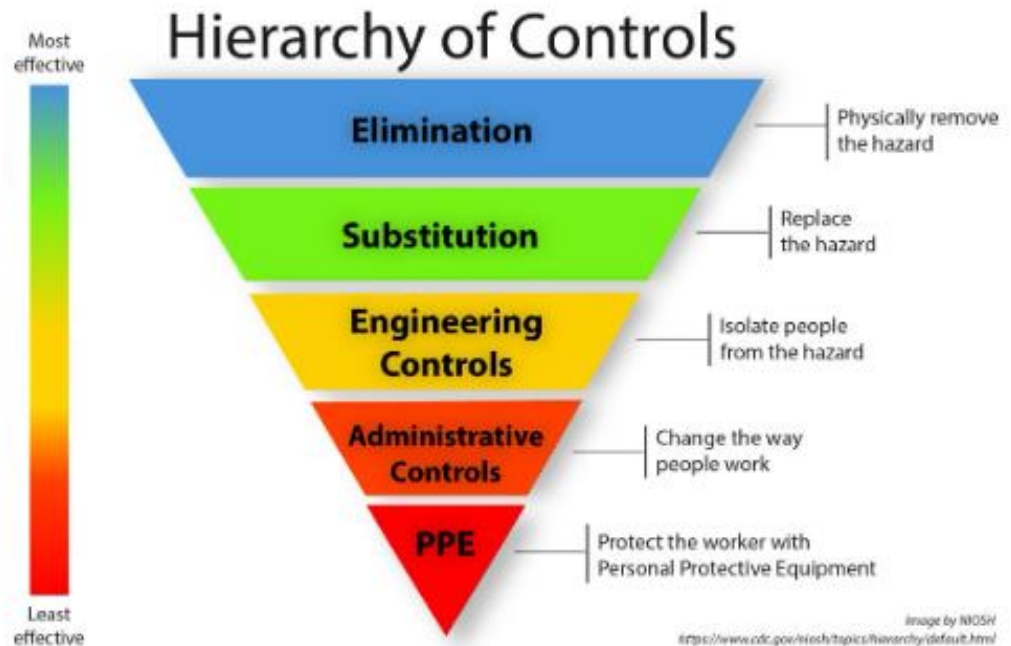 Hierarchy of Controls
Most
effective
Elimination
Physically remove
the hazard
Substitution
Replace
the hazard
Engineering
Controls
Isolate people
from the hazard
Administrative
Controls
Change the way
people work
PPE
Protect the worker with
Personal Protective Equipment
Least
effective
Image by NIOSH
https://www.cdc.gov/niosh/topics/hierarchy/default.html